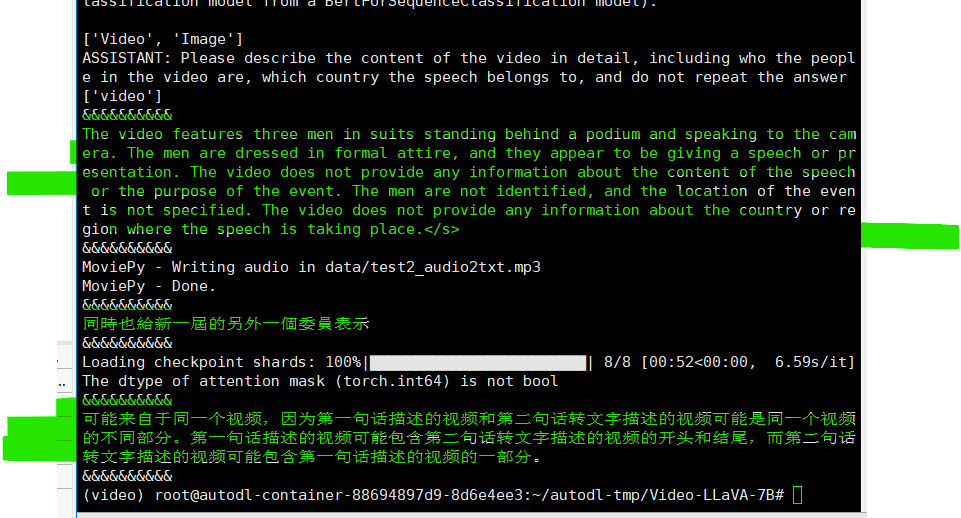 lassification model from a BertForSequenceClassification model).
['Video', 'Image']
ASSISTANT: Please describe the content of the video in detail, including who the peopl
e in the video are, which country the speech belongs to, and do not repeat the answer
['video']
&&&&&&&&&&
The video features three men in suits standing behind a podium and speaking to the cam
era. The men are dressed in formal attire, and they appear to be giving a speech or pr
esentation. The video does not provide any information about the content of the speech
or the purpose of the event. The men are not identified, and the location of the even
t is not specified. The video does not provide any information about the country or re
gion where the speech is taking place.</s>
&&&&&&&&&&
MoviePy - Writing audio in data/test2_audio2txt.mp3
MoviePy - Done.
&&&&&&&&&&
同時也給新一屆的另外一個委員表示
&&&&&&&&&&
Loading checkpoint shards: 100%|██████████████████████████| 8/8 [00:52<00:00,  6.59s/it]
The dtype of attention mask (torch.int64) is not bool
&&&&&&&&&&
可能来自于同一个视频，因为第一句话描述的视频和第二句话转文字描述的视频可能是同一个视频
的不同部分。第一句话描述的视频可能包含第二句话转文字描述的视频的开头和结尾，而第二句话
转文字描述的视频可能包含第一句话描述的视频的一部分。
&&&&&&&&&&
(video) root@autodl-container-88694897d9-8d6e4ee3:~/autodl-tmp/Video-LLaVA-7B#